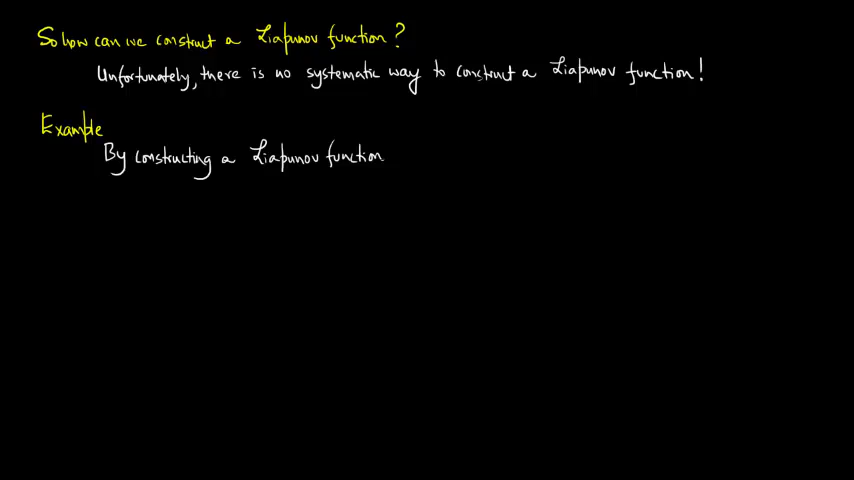 So how can we construct a Liapunov function?
Unfortunately, there is no systematic way to construct a Liapunov function!
Example
By constructing a Liapunov function